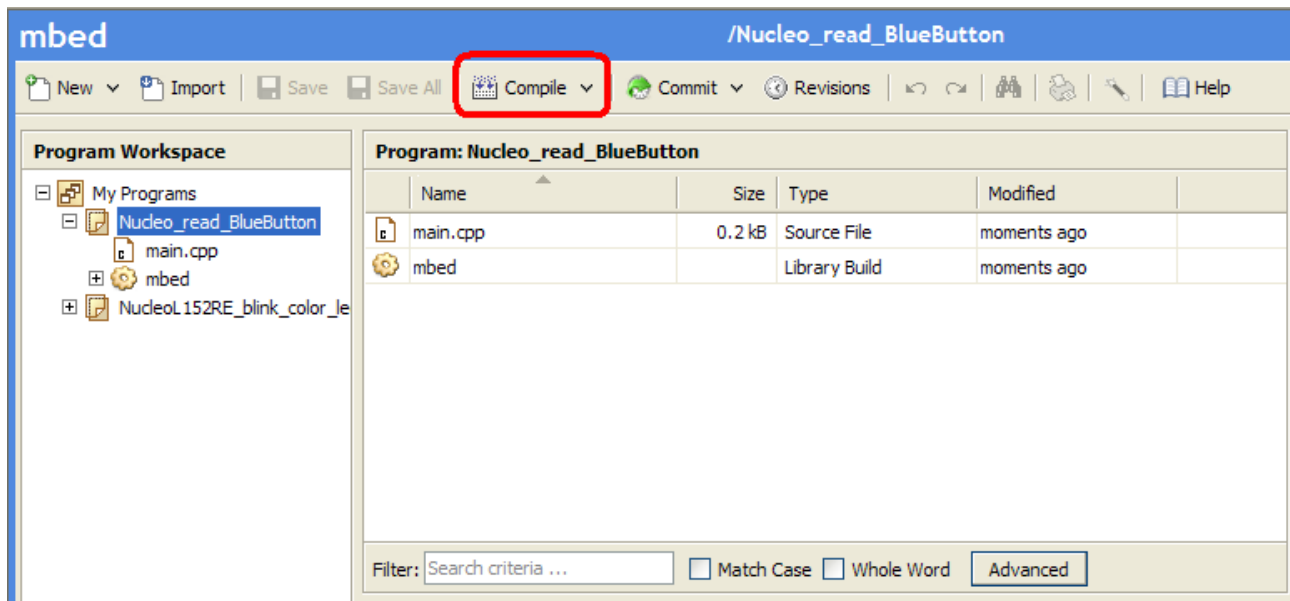 mbed /Nucleo_read_BlueButton
New Import Save Save All Compile Commit Revisions Help
Program Workspace
My Programs
Nucleo_read_BlueButton
main.cpp
mbed
NucleoL152RE_blink_color_le
Program: Nucleo_read_BlueButton
Name Size Type Modified
main.cpp 0.2 kB Source File moments ago
mbed Library Build moments ago
Filter: Search criteria ... Match Case Whole Word Advanced